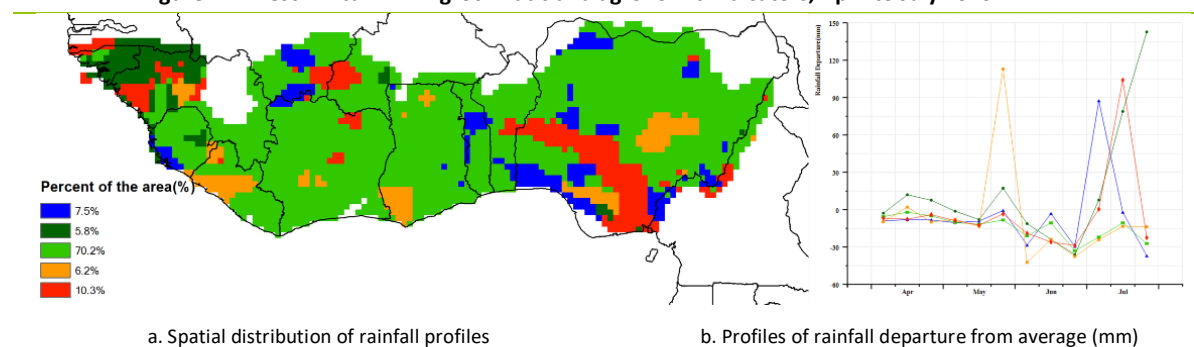 Percent of the area(%)
7.5%
5.8%
70.2%
6.2%
10.3%
Rainfall Departure(mm)
150
120
90
60
30
0
-30
-60
Apr
May
Jun
Jul
a. Spatial distribution of rainfall profiles
b. Profiles of rainfall departure from average (mm)